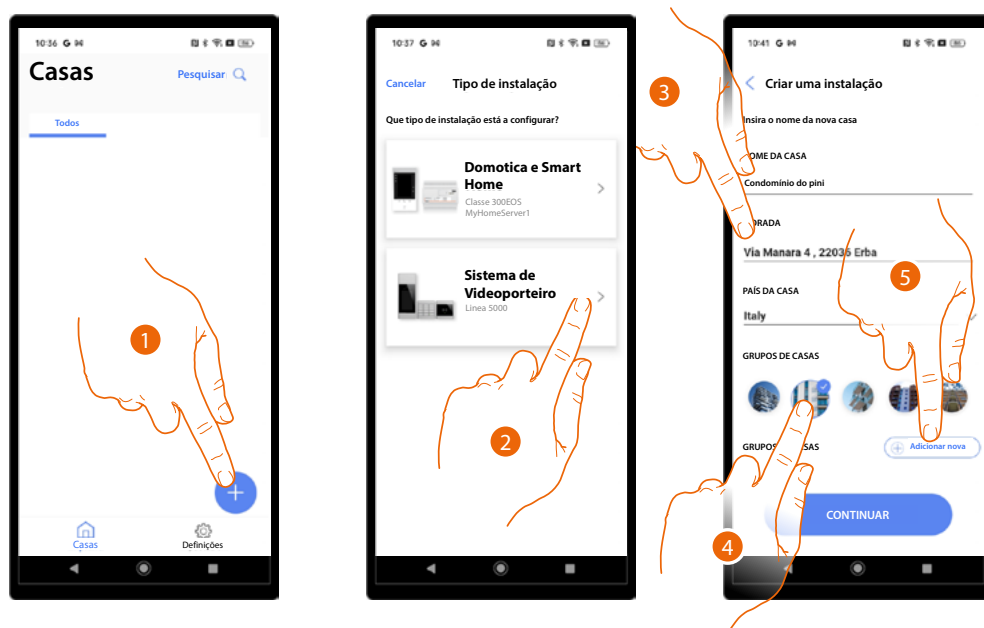 10:36 G
Casas
Pesquisar
Todos
1
Casas
Definições
10:37 G
Cancelar Tipo de instalação
Que tipo de instalação está a configurar?
Domotica e Smart
Home
Classe 300EOS
MyHomeServer1
Sistema de
Videoporteiro
Linea 5000
2
3
10:41 G
Criar uma instalação
Insira o nome da nova casa
NOME DA CASA
Condomínio do pini
Via Manara 4 , 22036 Erba
5
PAÍS DA CASA
Italy
GRUPOS DE CASAS
GRUPOS
Adicionar nova
CONTINUAR
4